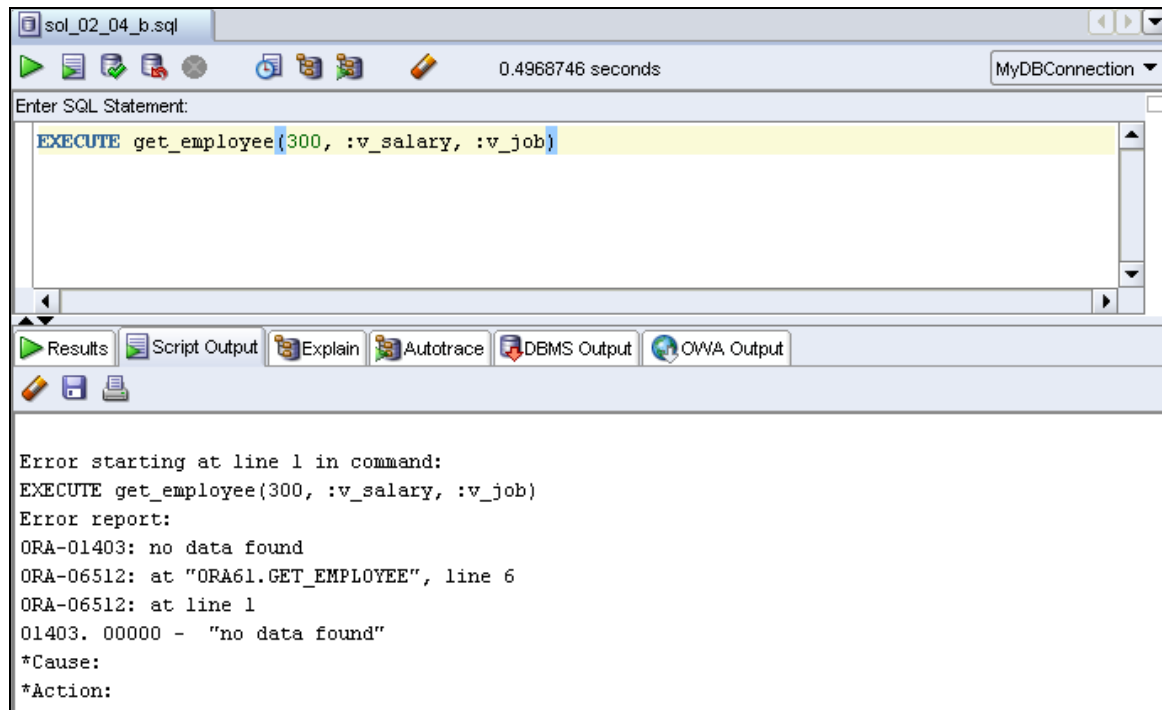 sol_02_04_b.sql
0.4968746 seconds
MyDBConnection
Enter SQL Statement:
EXECUTE get_employee(300, :v_salary, :v_job)
Results Script Output Explain Autotrace DBMS Output OWA Output
Error starting at line 1 in command:
EXECUTE get_employee(300, :v_salary, :v_job)
Error report:
ORA-01403: no data found
ORA-06512: at "ORA61.GET_EMPLOYEE", line 6
ORA-06512: at line 1
01403. 00000 -  "no data found"
*Cause:
*Action: